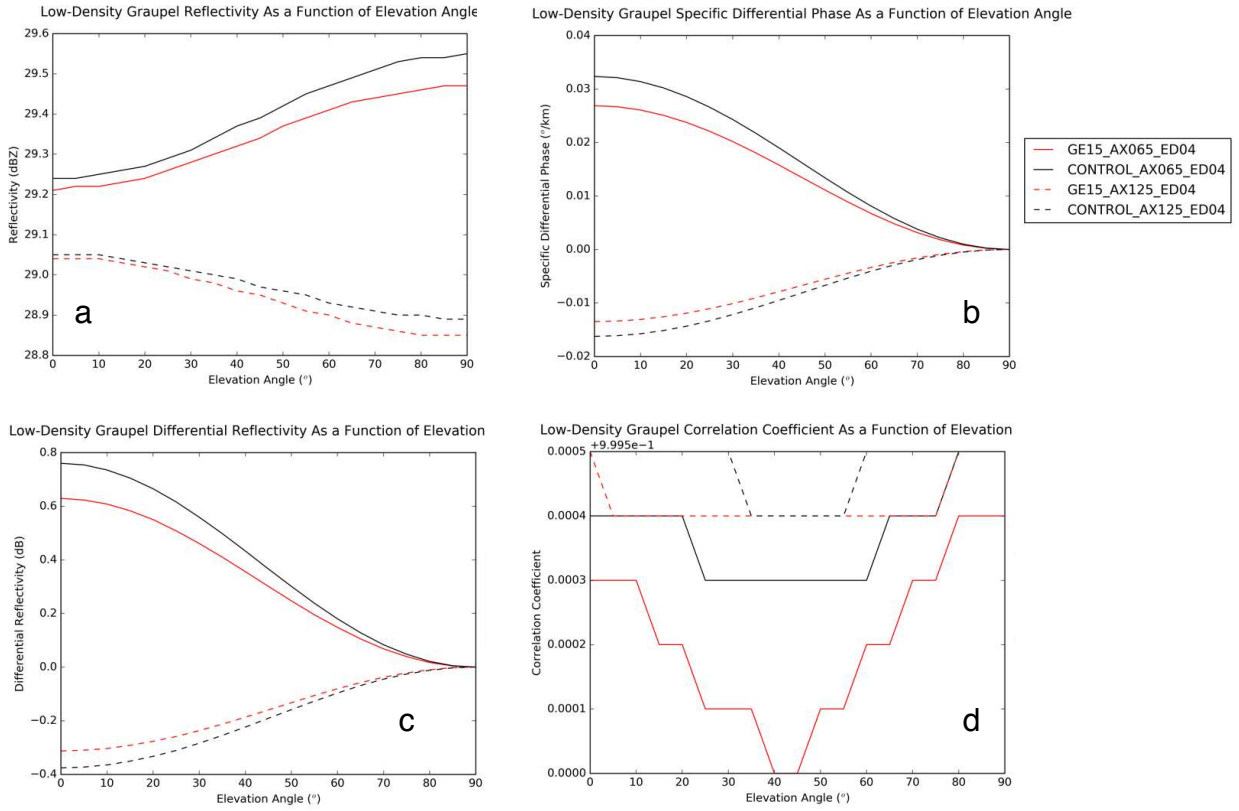 Low-Density Graupel Reflectivity As a Function of Elevation Angle
29.6
29.5
29.4
29.3
29.2
29.1
29.0
28.9
28.8
Reflectivity (dBZ)
a
0 10 20 30 40 50 60 70 80 90
Elevation Angle (°)
Low-Density Graupel Specific Differential Phase As a Function of Elevation Angle
0.04
0.03
0.02
0.01
0.00
−0.01
−0.02
Specific Differential Phase (°/km)
b
0 10 20 30 40 50 60 70 80 90
Elevation Angle (°)
GE15_AX065_ED04
CONTROL_AX065_ED04
GE15_AX125_ED04
CONTROL_AX125_ED04
Low-Density Graupel Differential Reflectivity As a Function of Elevation
0.8
0.6
0.4
0.2
0.0
−0.2
−0.4
Differential Reflectivity (dB)
c
0 10 20 30 40 50 60 70 80 90
Elevation Angle (°)
Low-Density Graupel Correlation Coefficient As a Function of Elevation
+9.995e−1
0.0005
0.0004
0.0003
0.0002
0.0001
0.0000
Correlation Coefficient
d
0 10 20 30 40 50 60 70 80 90
Elevation Angle (°)